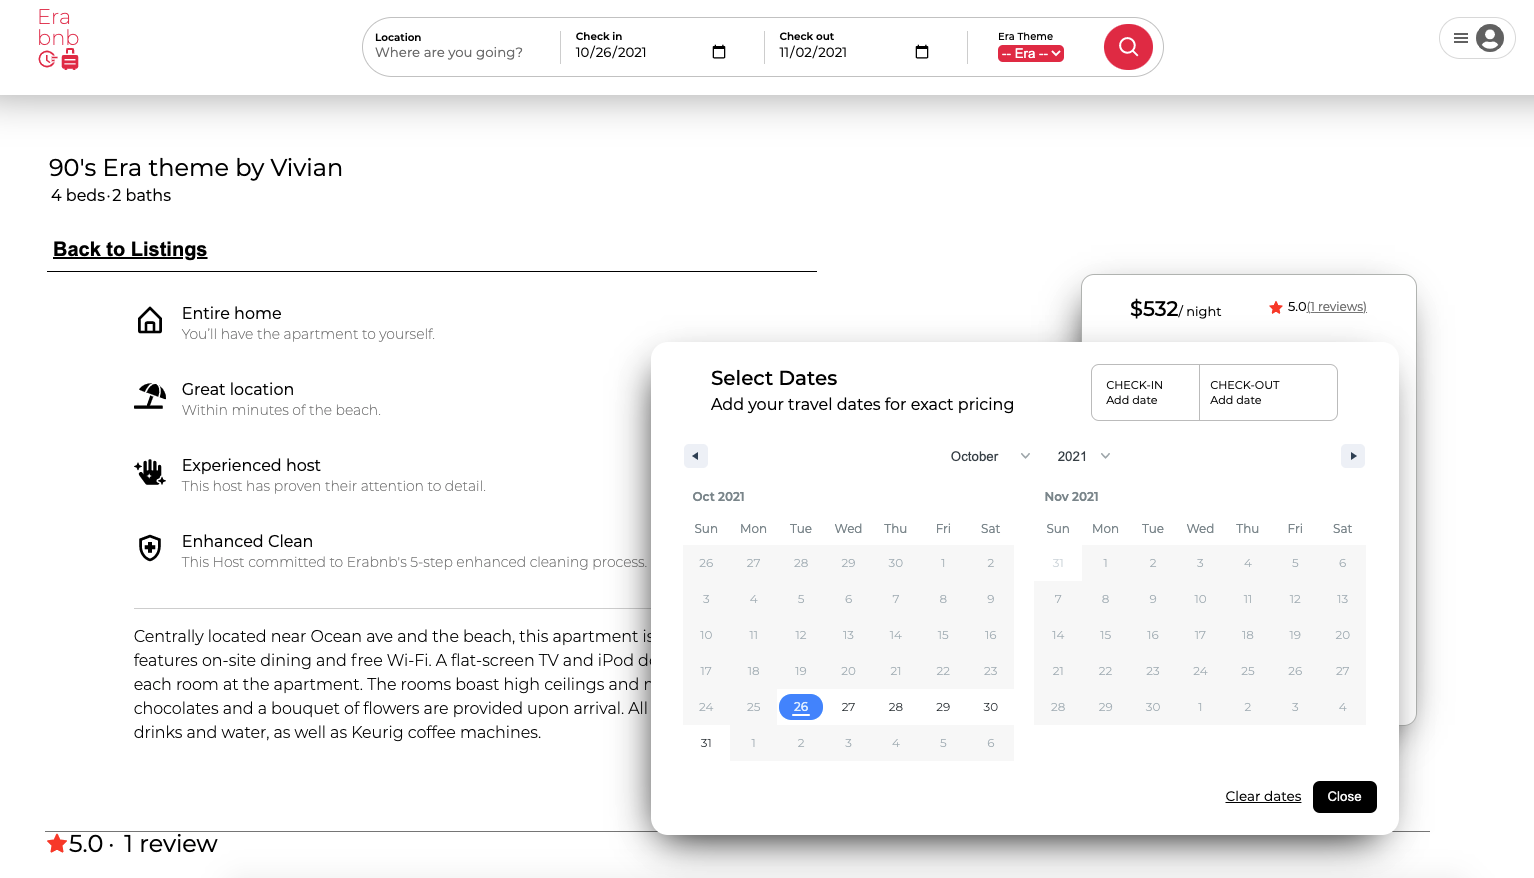 Era
bnb
Location
Where are you going?
Check in
10/26/2021
Check out
11/02/2021
Era Theme
-- Era --
90's Era theme by Vivian
4 beds·2 baths
Back to Listings
Entire home
You'll have the apartment to yourself.
Great location
Within minutes of the beach.
Experienced host
This host has proven their attention to detail.
Enhanced Clean
This Host committed to Erabnb's 5-step enhanced cleaning process.
Centrally located near Ocean ave and the beach, this apartment is
features on-site dining and free Wi-Fi. A flat-screen TV and iPod
each room at the apartment. The rooms boast high ceilings and
chocolates and a bouquet of flowers are provided upon arrival. All
drinks and water, as well as Keurig coffee machines.
5.0 · 1 review
$532/ night
5.0(1 reviews)
Select Dates
Add your travel dates for exact pricing
CHECK-IN
Add date
CHECK-OUT
Add date
October 2021
Oct 2021
Sun Mon Tue Wed Thu Fri Sat
26 27 28 29 30 1 2
3 4 5 6 7 8 9
10 11 12 13 14 15 16
17 18 19 20 21 22 23
24 25 26 27 28 29 30
31 1 2 3 4 5 6
Nov 2021
Sun Mon Tue Wed Thu Fri Sat
31 1 2 3 4 5 6
7 8 9 10 11 12 13
14 15 16 17 18 19 20
21 22 23 24 25 26 27
28 29 30 1 2 3 4
Clear dates
Close